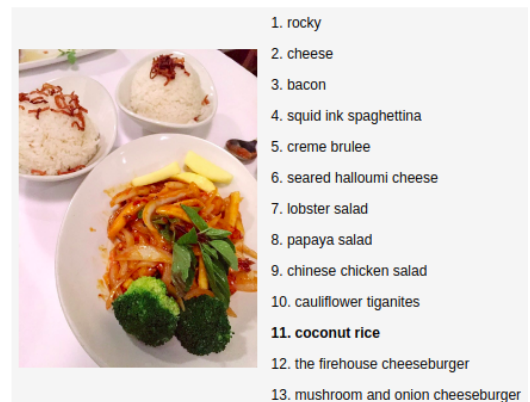 1. rocky
2. cheese
3. bacon
4. squid ink spaghettina
5. creme brulee
6. seared halloumi cheese
7. lobster salad
8. papaya salad
9. chinese chicken salad
10. cauliflower tiganites
11. coconut rice
12. the firehouse cheeseburger
13. mushroom and onion cheeseburger